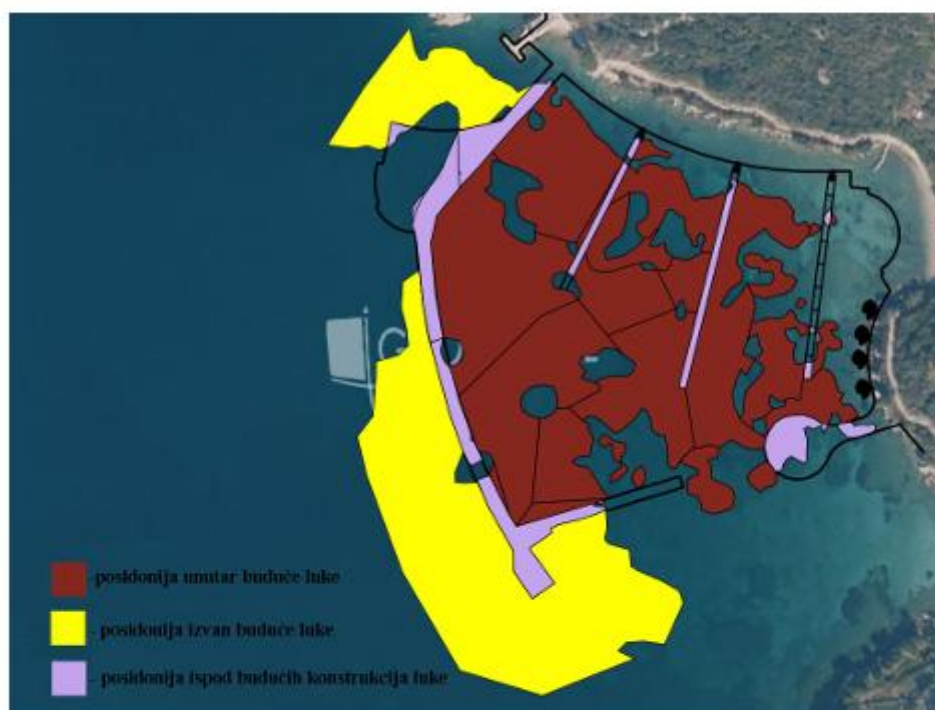 - posidonija unutar buduće luke
- posidonija izvan buduće luke
- posidonija ispod budućih konstrukcija luke